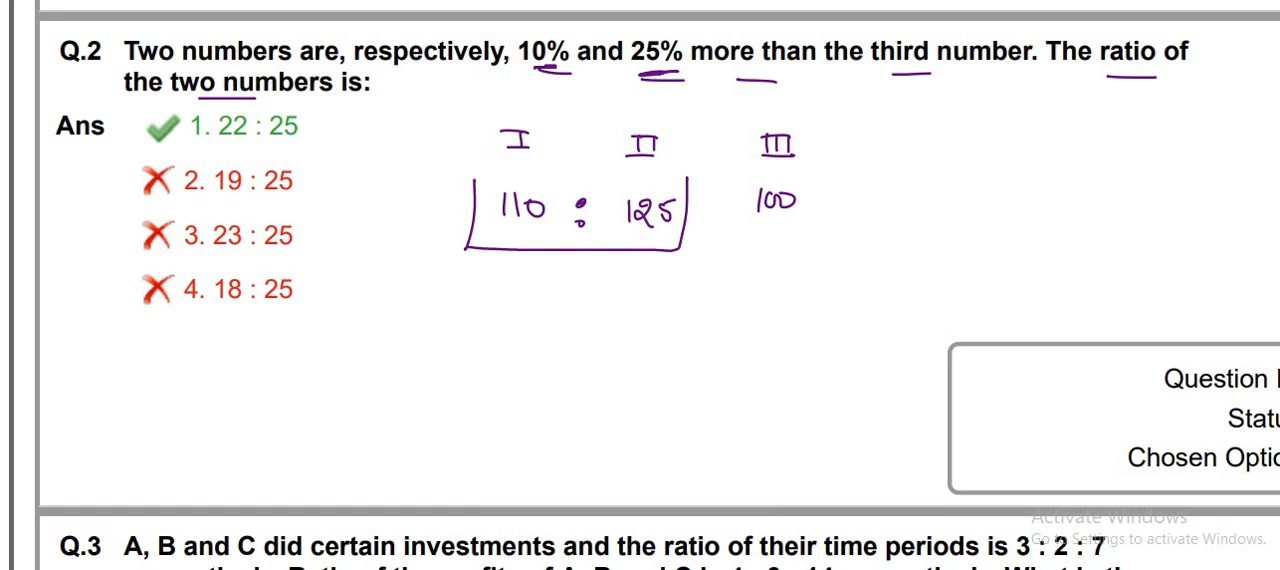 Q.2 Two numbers are, respectively, 10% and 25% more than the third number. The ratio of
the two numbers is:
Ans 1. 22 : 25
2. 19 : 25
3. 23 : 25
4. 18 : 25
I II III
110 : 125 100
Question
Statu
Chosen Optio
Activate Windows
Go to Settings to activate Windows.
Q.3 A, B and C did certain investments and the ratio of their time periods is 3 : 2 : 7